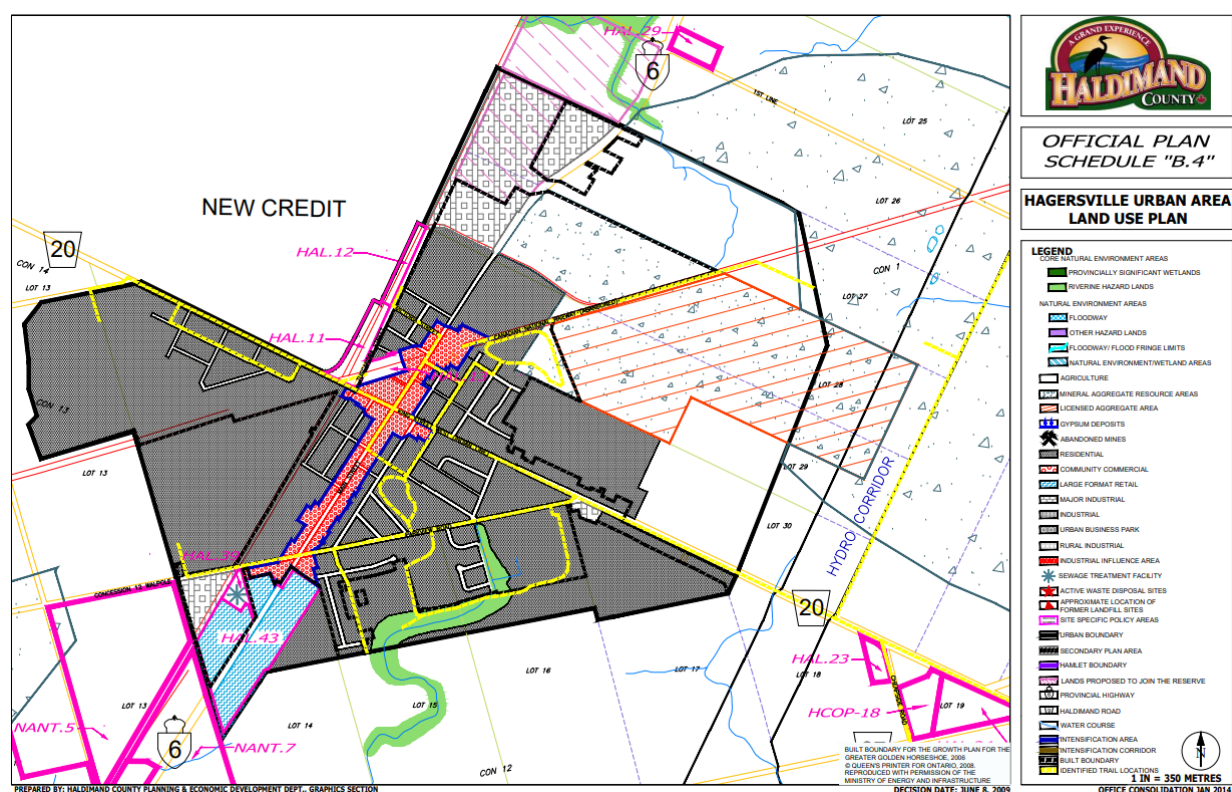 HAL.29
6
1ST LINE
LOT 25
NEW CREDIT
LOT 26
20
HAL.12
CON 14
LOT 13
CON 1
LOT 27
HAL.11
LOT 28
CON 13
LOT 13
LOT 29
HYDRO CORRIDOR
LOT 30
HAL.39
CONCESSION 13 WALPOLE
20
HAL.43
HAL.23
LOT 16
LOT 17
LOT 18
LOT 13
LOT 14
LOT 15
HCOP-18
LOT 19
NANT.5
6
NANT.7
CON 12
BUILT BOUNDARY FOR THE GROWTH PLAN FOR THE
GREATER GOLDEN HORSESHOE, 2006
© QUEEN'S PRINTER FOR ONTARIO, 2008.
REPRODUCED WITH PERMISSION OF THE
MINISTRY OF ENERGY AND INFRASTRUCTURE
PREPARED BY: HALDIMAND COUNTY PLANNING & ECONOMIC DEVELOPMENT DEPT., GRAPHICS SECTION
DECISION DATE: JUNE 8, 2009
A GRAND EXPERIENCE
HALDIMAND
COUNTY
OFFICIAL PLAN
SCHEDULE "B.4"
HAGERSVILLE URBAN AREA
LAND USE PLAN
LEGEND
CORE NATURAL ENVIRONMENT AREAS
PROVINCIALLY SIGNIFICANT WETLANDS
RIVERINE HAZARD LANDS
NATURAL ENVIRONMENT AREAS
FLOODWAY
OTHER HAZARD LANDS
FLOODWAY/ FLOOD FRINGE LIMITS
NATURAL ENVIRONMENT/WETLAND AREAS
AGRICULTURE
MINERAL AGGREGATE RESOURCE AREAS
LICENSED AGGREGATE AREA
GYPSUM DEPOSITS
ABANDONED MINES
RESIDENTIAL
COMMUNITY COMMERCIAL
LARGE FORMAT RETAIL
MAJOR INDUSTRIAL
INDUSTRIAL
URBAN BUSINESS PARK
RURAL INDUSTRIAL
INDUSTRIAL INFLUENCE AREA
SEWAGE TREATMENT FACILITY
ACTIVE WASTE DISPOSAL SITES
APPROXIMATE LOCATION OF
FORMER LANDFILL SITES
SITE SPECIFIC POLICY AREAS
URBAN BOUNDARY
SECONDARY PLAN AREA
HAMLET BOUNDARY
LANDS PROPOSED TO JOIN THE RESERVE
PROVINCIAL HIGHWAY
HALDIMAND ROAD
WATER COURSE
INTENSIFICATION AREA
INTENSIFICATION CORRIDOR
BUILT BOUNDARY
IDENTIFIED TRAIL LOCATIONS
N
1 IN = 350 METRES